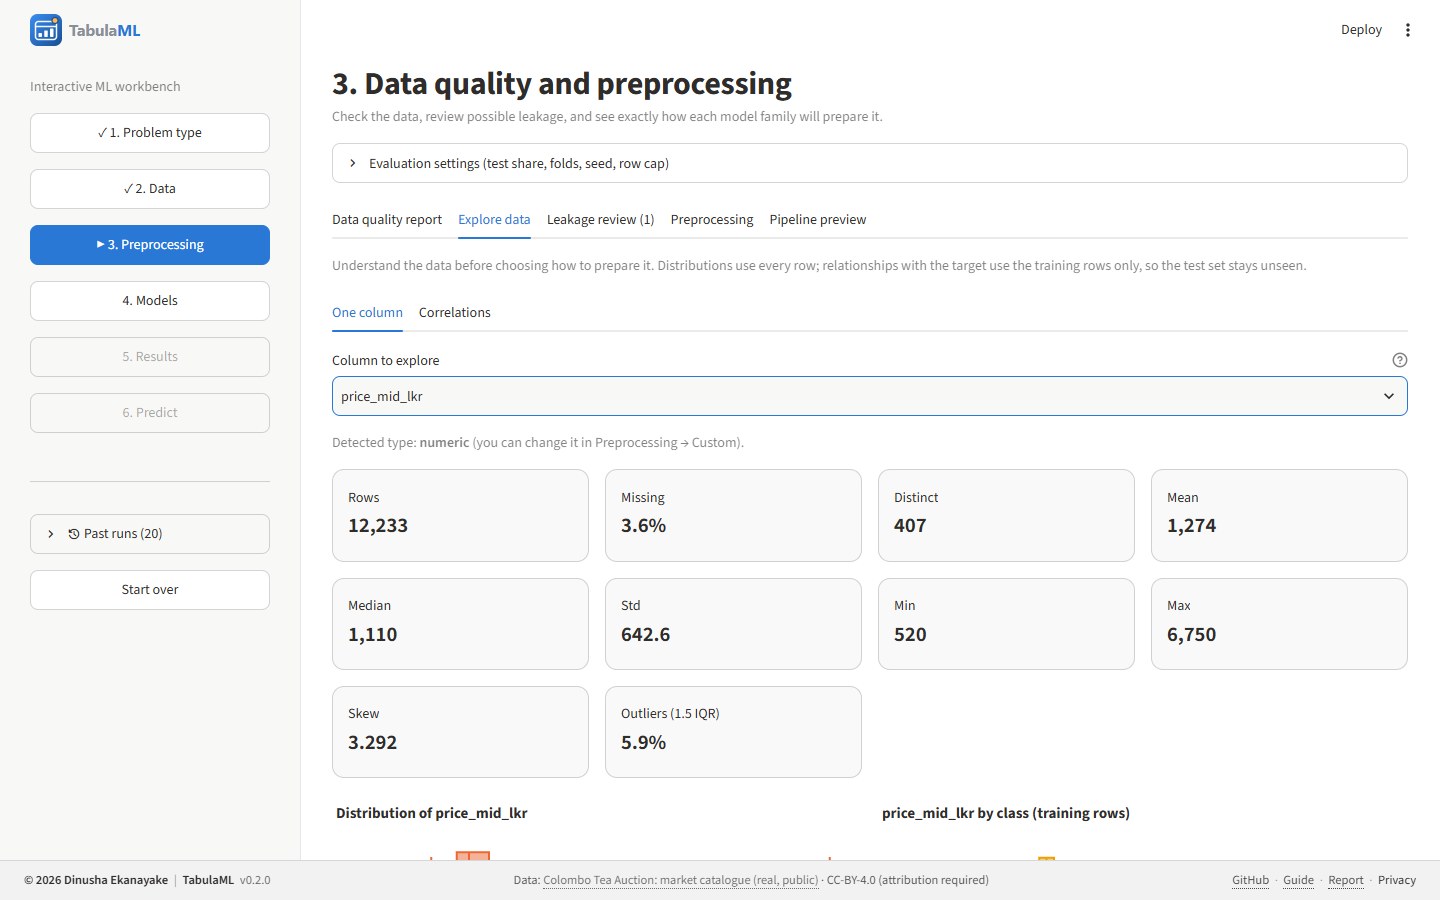 TabulaML
Deploy
Interactive ML workbench
✓ 1. Problem type
✓ 2. Data
▸ 3. Preprocessing
4. Models
5. Results
6. Predict
Past runs (20)
Start over
3. Data quality and preprocessing
Check the data, review possible leakage, and see exactly how each model family will prepare it.
Evaluation settings (test share, folds, seed, row cap)
Data quality report Explore data Leakage review (1) Preprocessing Pipeline preview
Understand the data before choosing how to prepare it. Distributions use every row; relationships with the target use the training rows only, so the test set stays unseen.
One column Correlations
Column to explore
price_mid_lkr
Detected type: numeric (you can change it in Preprocessing → Custom).
Rows Missing Distinct Mean
12,233 3.6% 407 1,274
Median Std Min Max
1,110 642.6 520 6,750
Skew Outliers (1.5 IQR)
3.292 5.9%
Distribution of price_mid_lkr price_mid_lkr by class (training rows)
© 2026 Dinusha Ekanayake | TabulaML v0.2.0 Data: Colombo Tea Auction: market catalogue (real, public) · CC-BY-4.0 (attribution required) GitHub · Guide · Report · Privacy